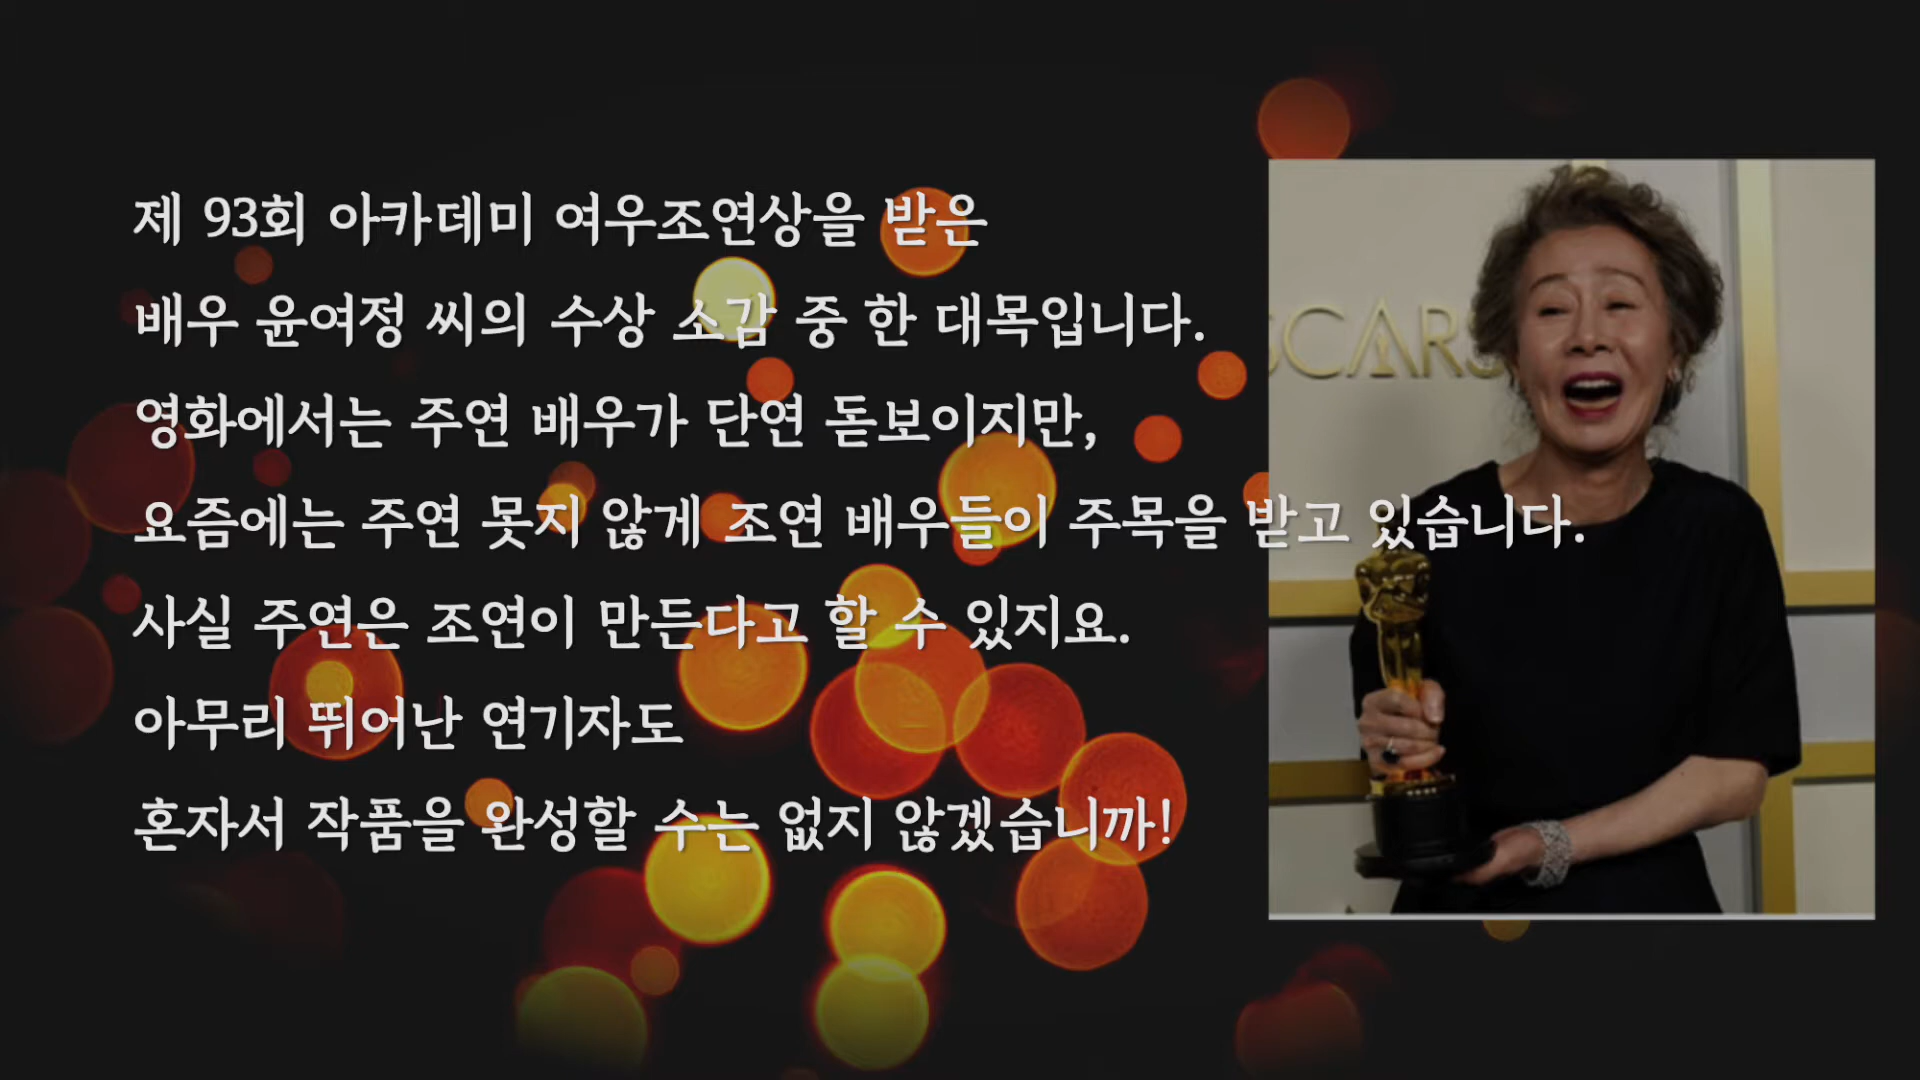 제 93회 아카데미 여우조연상을 받은
배우 윤여정 씨의 수상 소감 중 한 대목입니다.
영화에서는 주연 배우가 단연 돋보이지만,
요즘에는 주연 못지 않게 조연 배우들이 주목을 받고 있습니다.
사실 주연은 조연이 만든다고 할 수 있지요.
아무리 뛰어난 연기자도
혼자서 작품을 완성할 수는 없지 않겠습니까!
SCARS